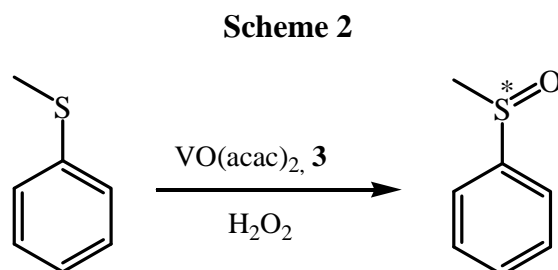 Scheme 2
S
VO(acac)2, 3
H2O2
S*
O